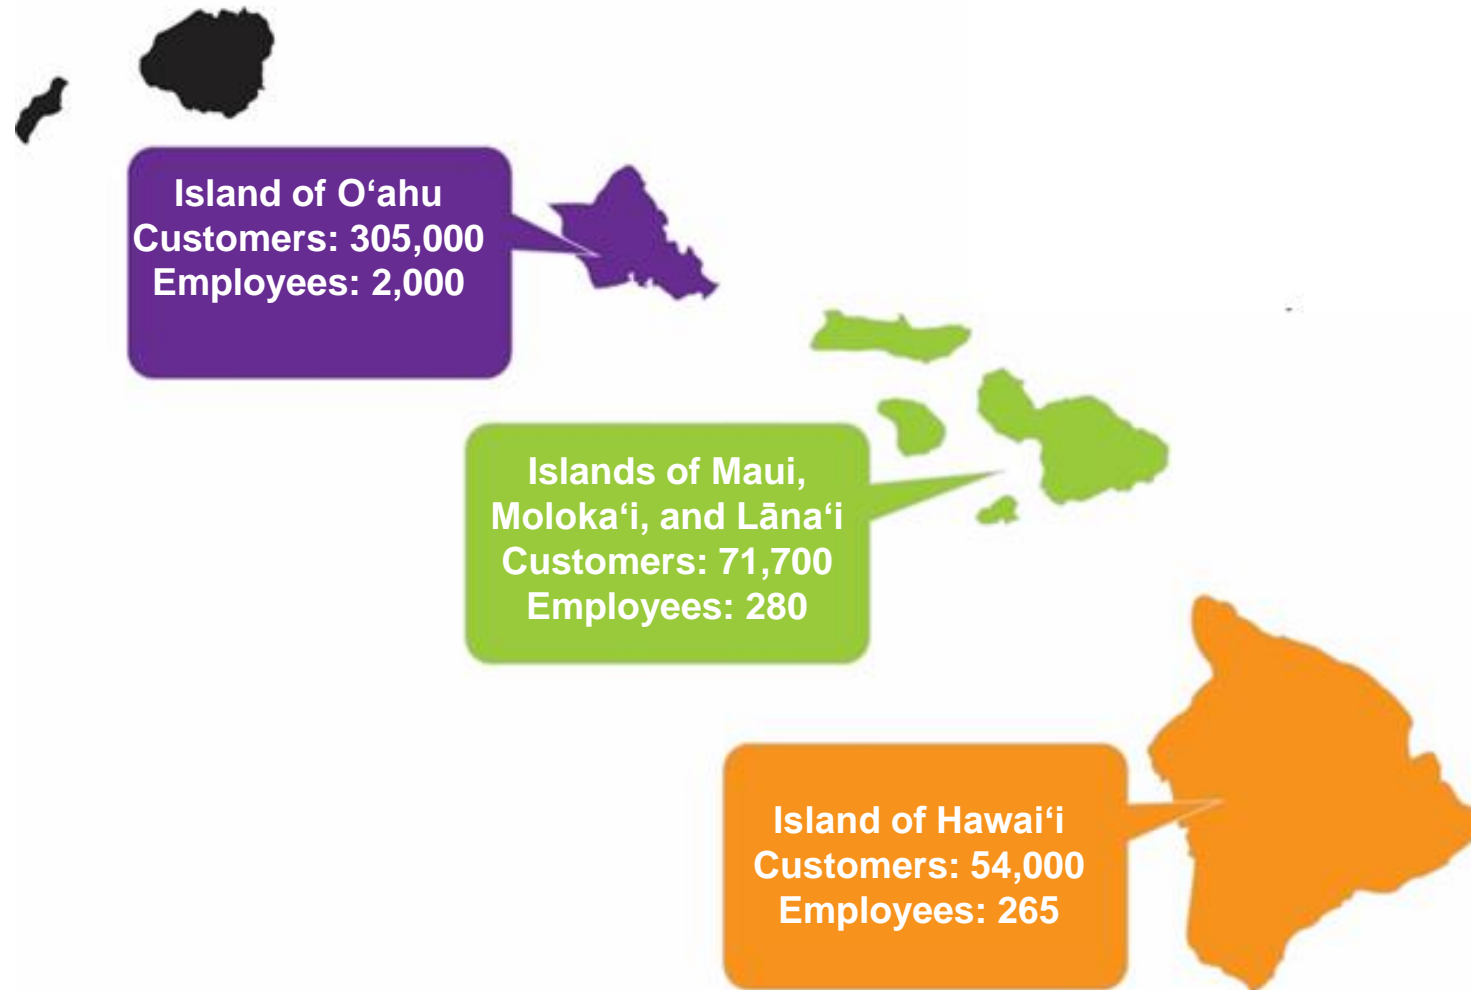 Island of O‘ahu
Customers: 305,000
Employees: 2,000
Islands of Maui,
Moloka‘i, and Lāna‘i
Customers: 71,700
Employees: 280
Island of Hawai‘i
Customers: 54,000
Employees: 265